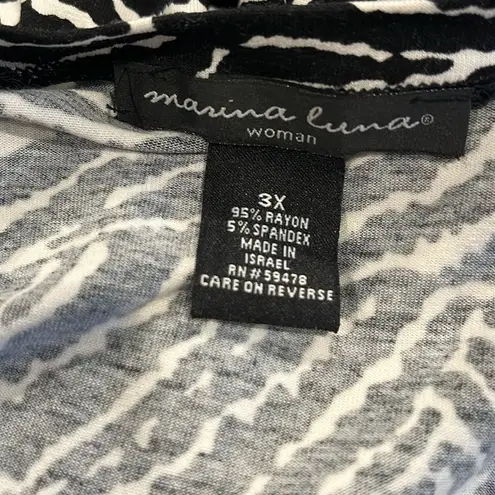 marina luna®
woman
3X
95% RAYON
5% SPANDEX
MADE IN
ISRAEL
RN # 59478
CARE ON REVERSE